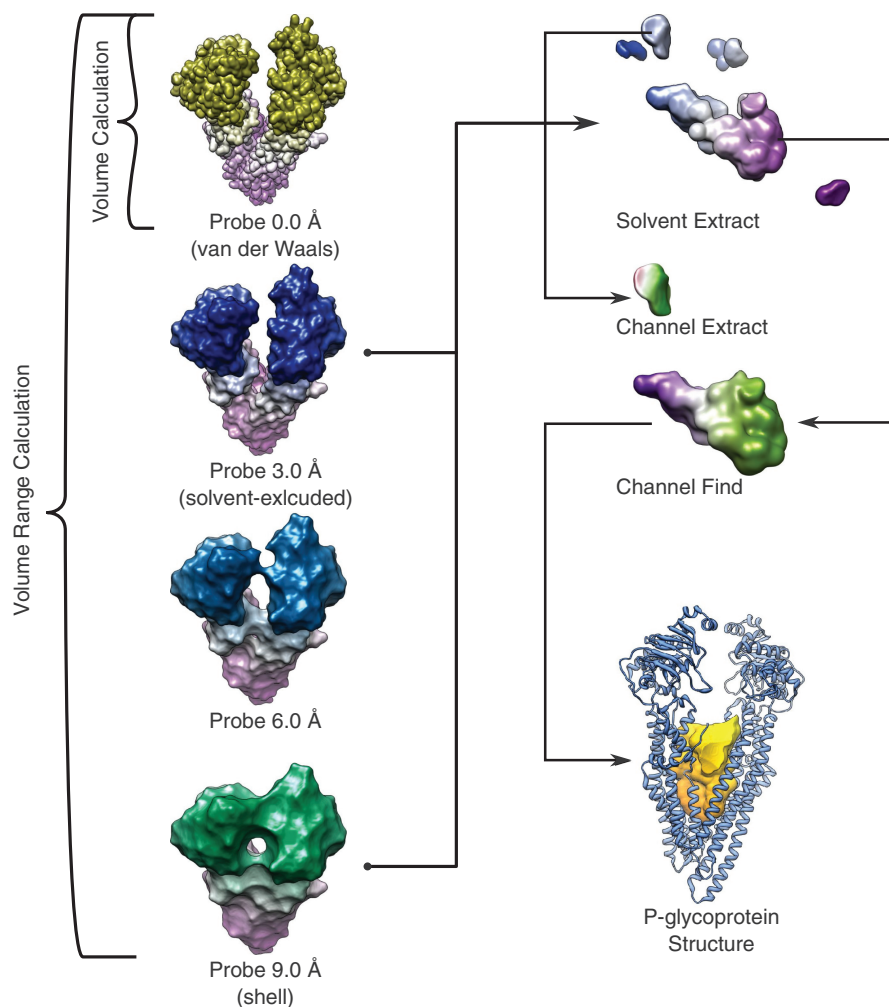 Volume Range Calculation
Volume Calculation
Probe 0.0 Å
(van der Waals)
Probe 3.0 Å
(solvent-exlcuded)
Probe 6.0 Å
Probe 9.0 Å
(shell)
Solvent Extract
Channel Extract
Channel Find
P-glycoprotein
Structure